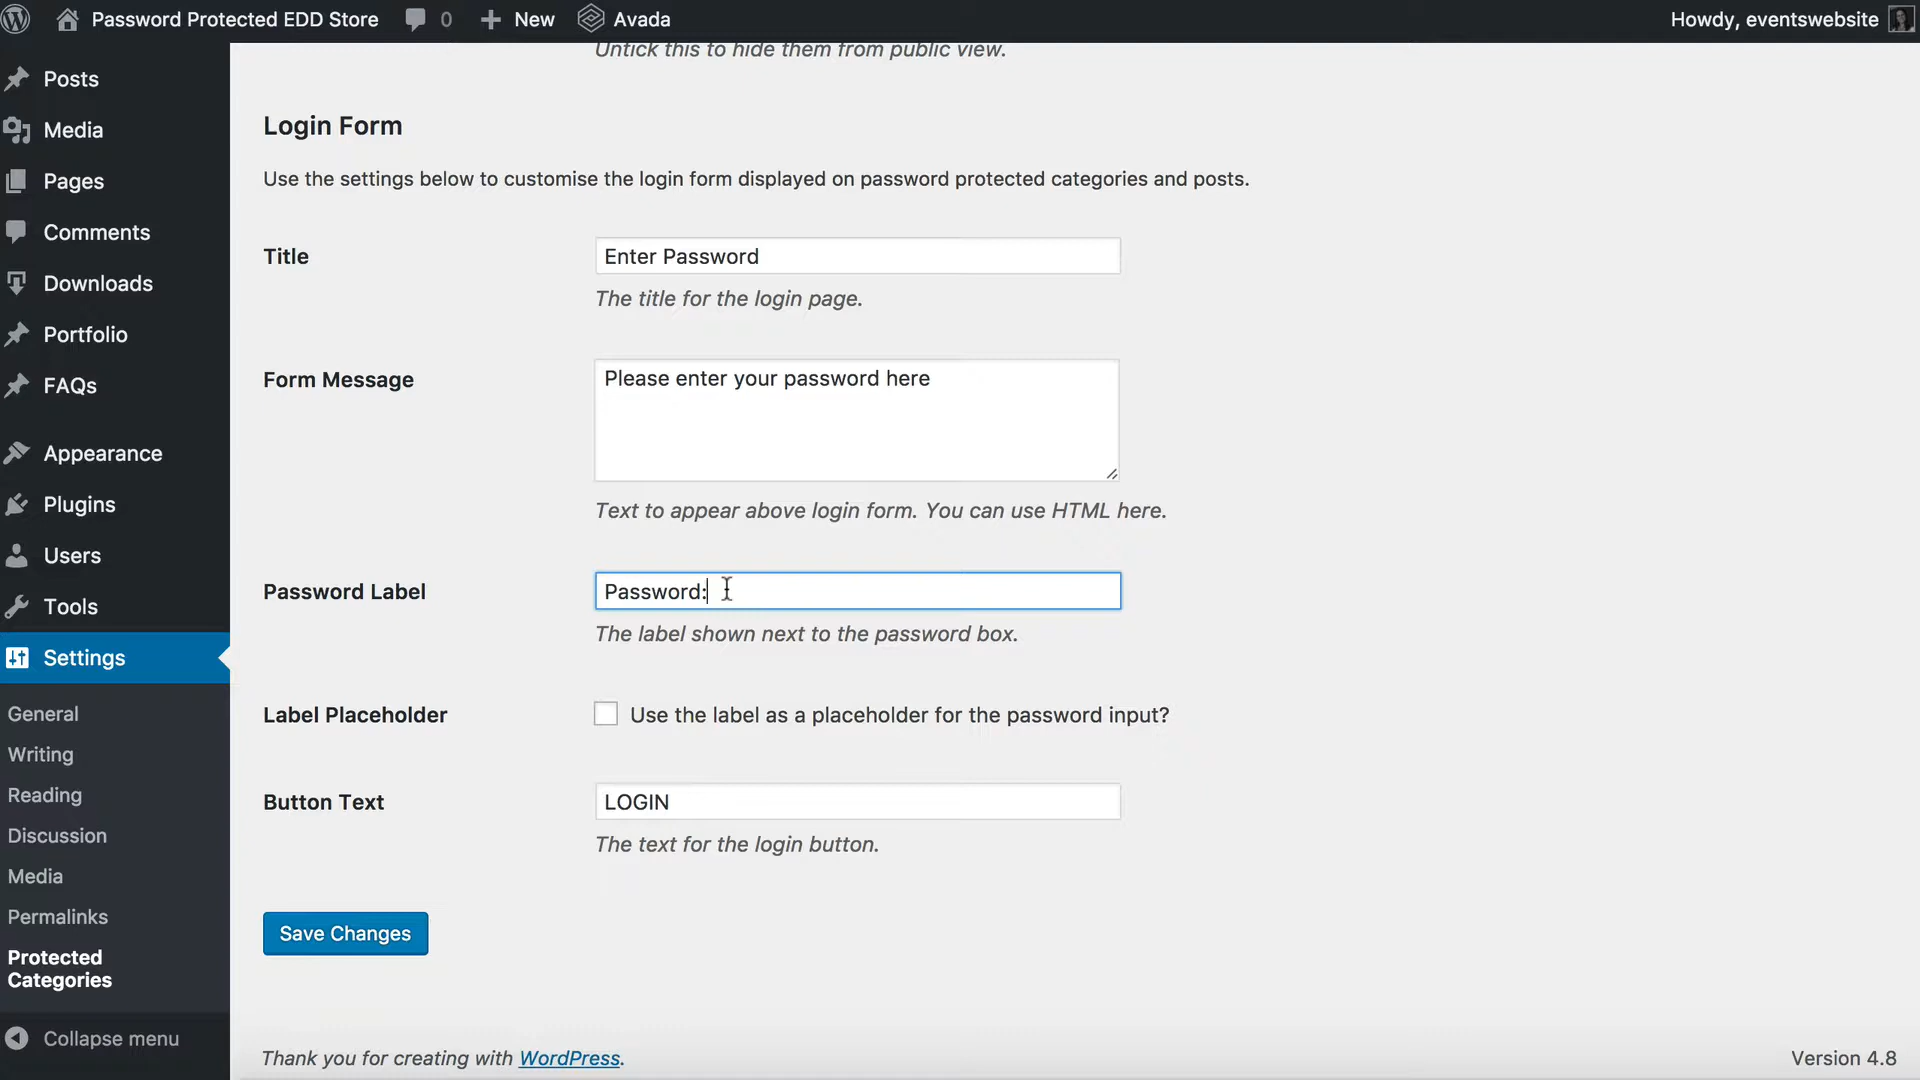 Password Protected EDD Store 0 New Avada Howdy, eventswebsite
Posts
Media
Pages
Comments
Downloads
Portfolio
FAQs
Appearance
Plugins
Users
Tools
Settings
General
Writing
Reading
Discussion
Media
Permalinks
Protected
Categories
Collapse menu
Untick this to hide them from public view.
Login Form
Use the settings below to customise the login form displayed on password protected categories and posts.
Title
Enter Password
The title for the login page.
Form Message
Please enter your password here
Text to appear above login form. You can use HTML here.
Password Label
Password:
The label shown next to the password box.
Label Placeholder
Use the label as a placeholder for the password input?
Button Text
LOGIN
The text for the login button.
Save Changes
Thank you for creating with WordPress.
Version 4.8